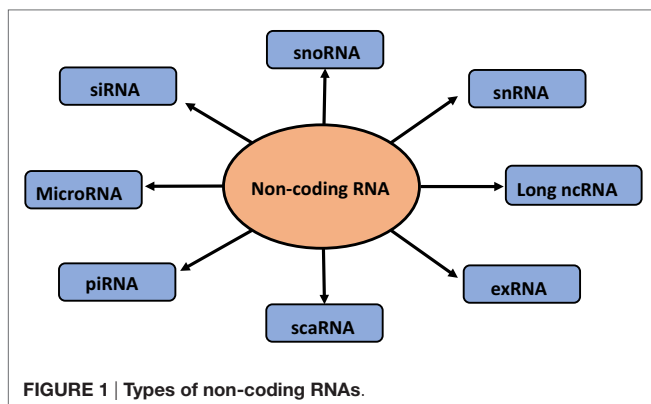 snoRNA
siRNA
snRNA
Non-coding RNA
MicroRNA
Long ncRNA
piRNA
exRNA
scaRNA
FIGURE 1 | Types of non-coding RNAs.